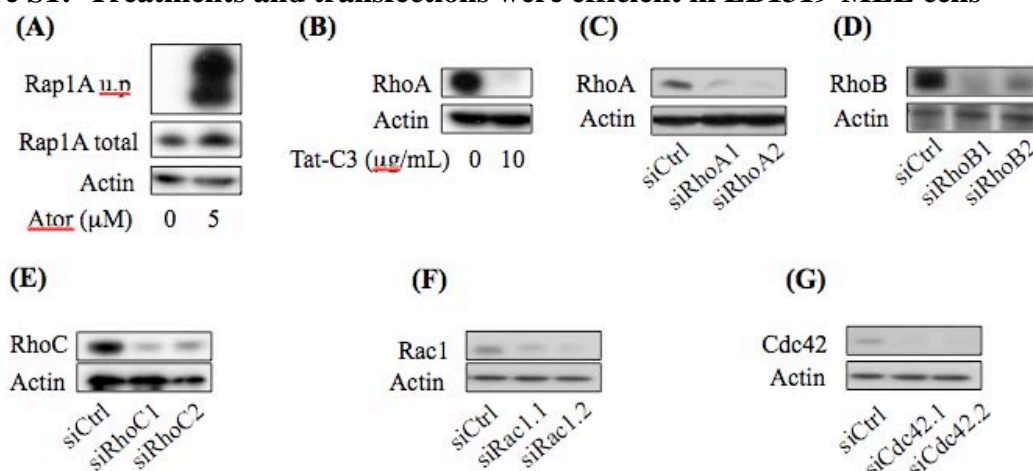 e S1. Treatments and transfections were efficient in LB1319-MEL cells
(A)
Rap1A u.p
Rap1A total
Actin
Ator (µM) 0 5
(B)
RhoA
Actin
Tat-C3 (µg/mL) 0 10
(C)
RhoA
Actin
siCtrl
siRhoA1
siRhoA2
(D)
RhoB
Actin
siCtrl
siRhoB1
siRhoB2
(E)
RhoC
Actin
siCtrl
siRhoC1
siRhoC2
(F)
Rac1
Actin
siCtrl
siRac1.1
siRac1.2
(G)
Cdc42
Actin
siCtrl
siCdc42.1
siCdc42.2